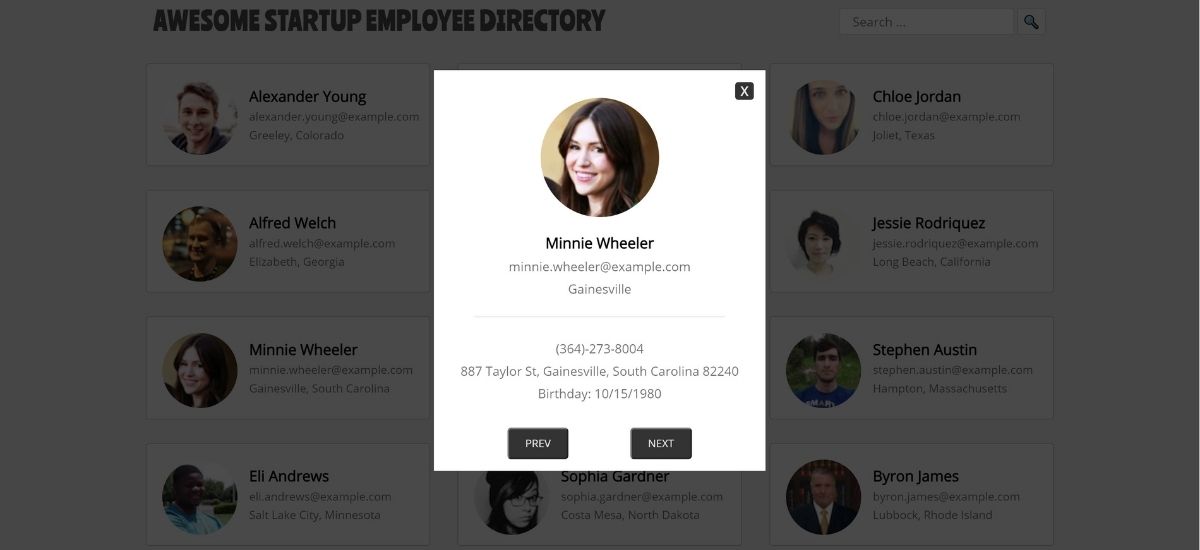 AWESOME STARTUP EMPLOYEE DIRECTORY
Search ...
Alexander Young
alexander.young@example.com
Greeley, Colorado
Chloe Jordan
chloe.jordan@example.com
Joliet, Texas
Alfred Welch
alfred.welch@example.com
Elizabeth, Georgia
Jessie Rodriquez
jessie.rodriquez@example.com
Long Beach, California
Minnie Wheeler
minnie.wheeler@example.com
Gainesville, South Carolina
Stephen Austin
stephen.austin@example.com
Hampton, Massachusetts
Eli Andrews
eli.andrews@example.com
Salt Lake City, Minnesota
Sophia Gardner
sophia.gardner@example.com
Costa Mesa, North Dakota
Byron James
byron.james@example.com
Lubbock, Rhode Island
X
Minnie Wheeler
minnie.wheeler@example.com
Gainesville
(364)-273-8004
887 Taylor St, Gainesville, South Carolina 82240
Birthday: 10/15/1980
PREV
NEXT